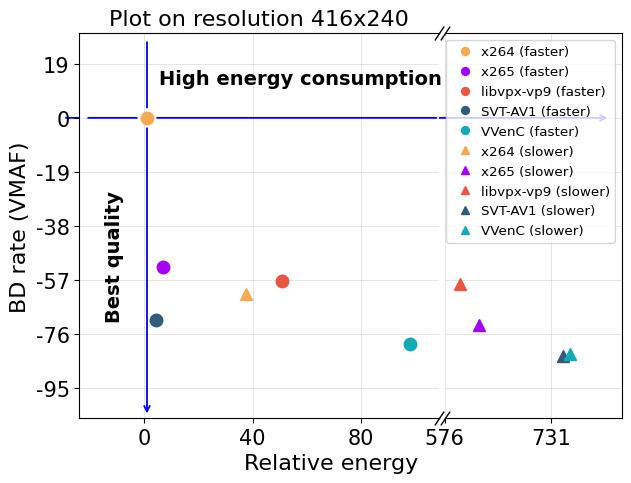 Plot on resolution 416x240
19
0
-19
-38
-57
-76
-95
BD rate (VMAF)
High energy consumption
Best quality
x264 (faster)
x265 (faster)
libvpx-vp9 (faster)
SVT-AV1 (faster)
VVenC (faster)
x264 (slower)
x265 (slower)
libvpx-vp9 (slower)
SVT-AV1 (slower)
VVenC (slower)
0 40 80 576 731
Relative energy